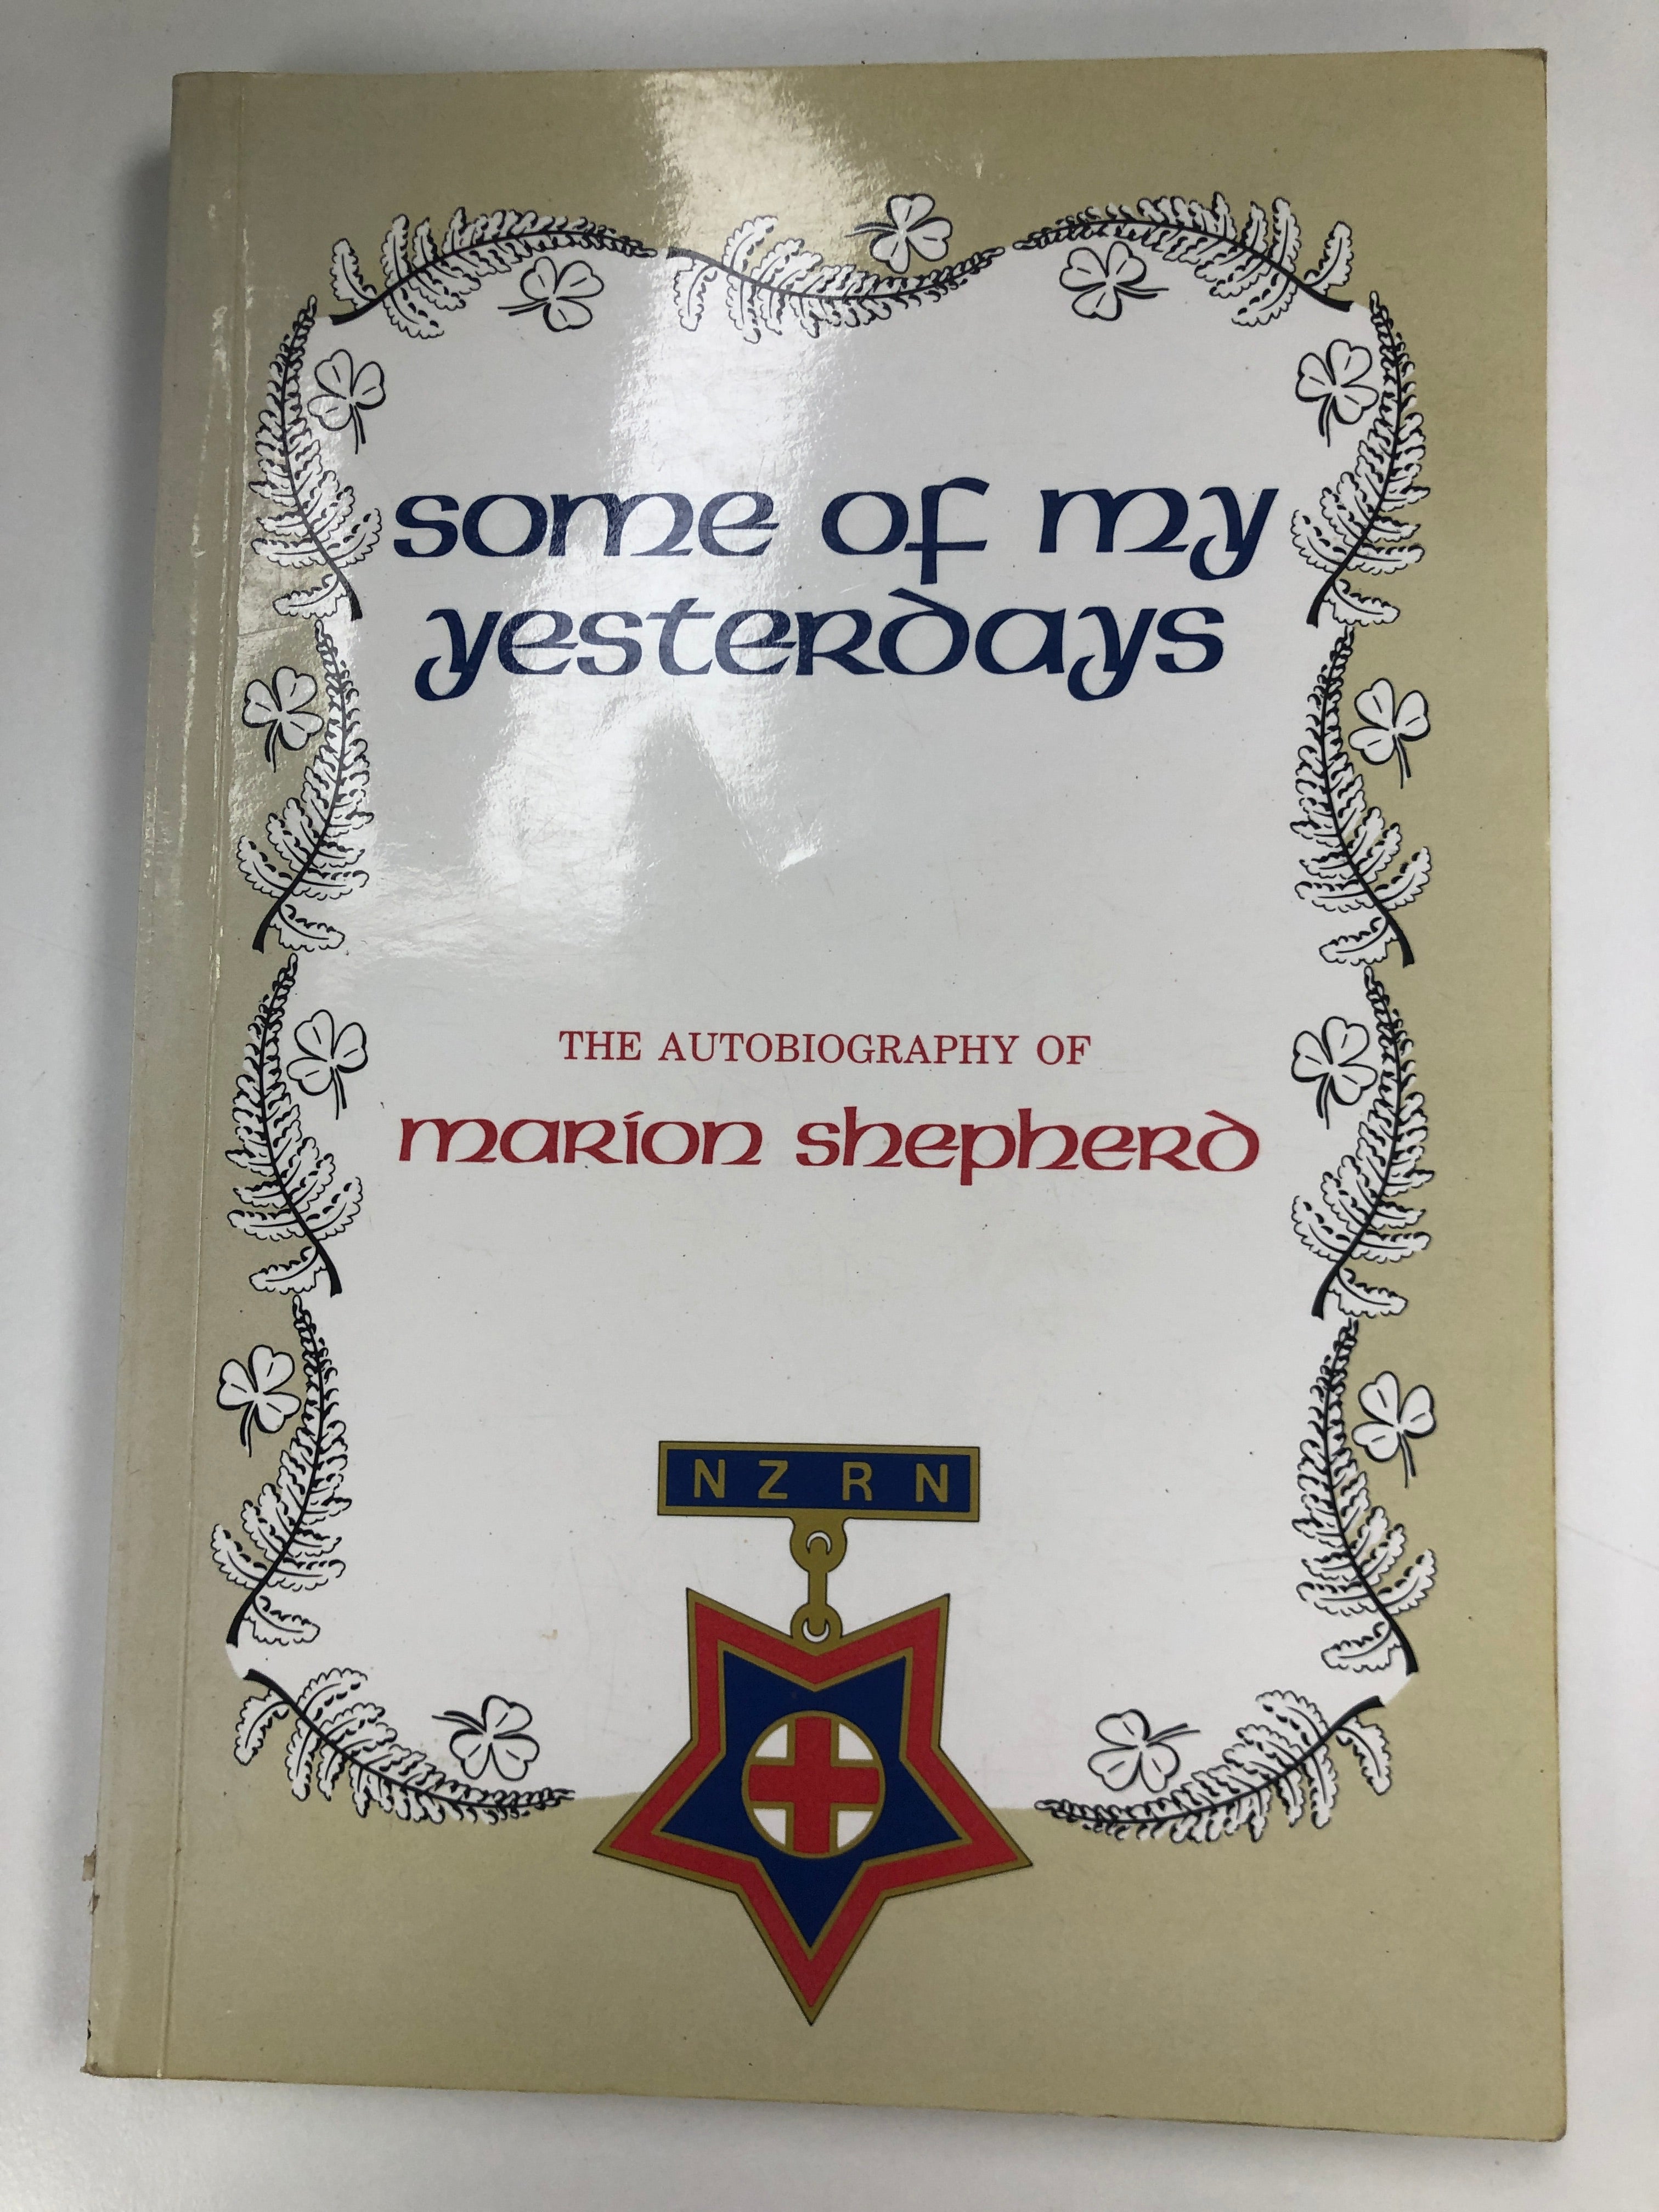 some of my
yesterdays
THE AUTOBIOGRAPHY OF
marion shepherd
N Z R N